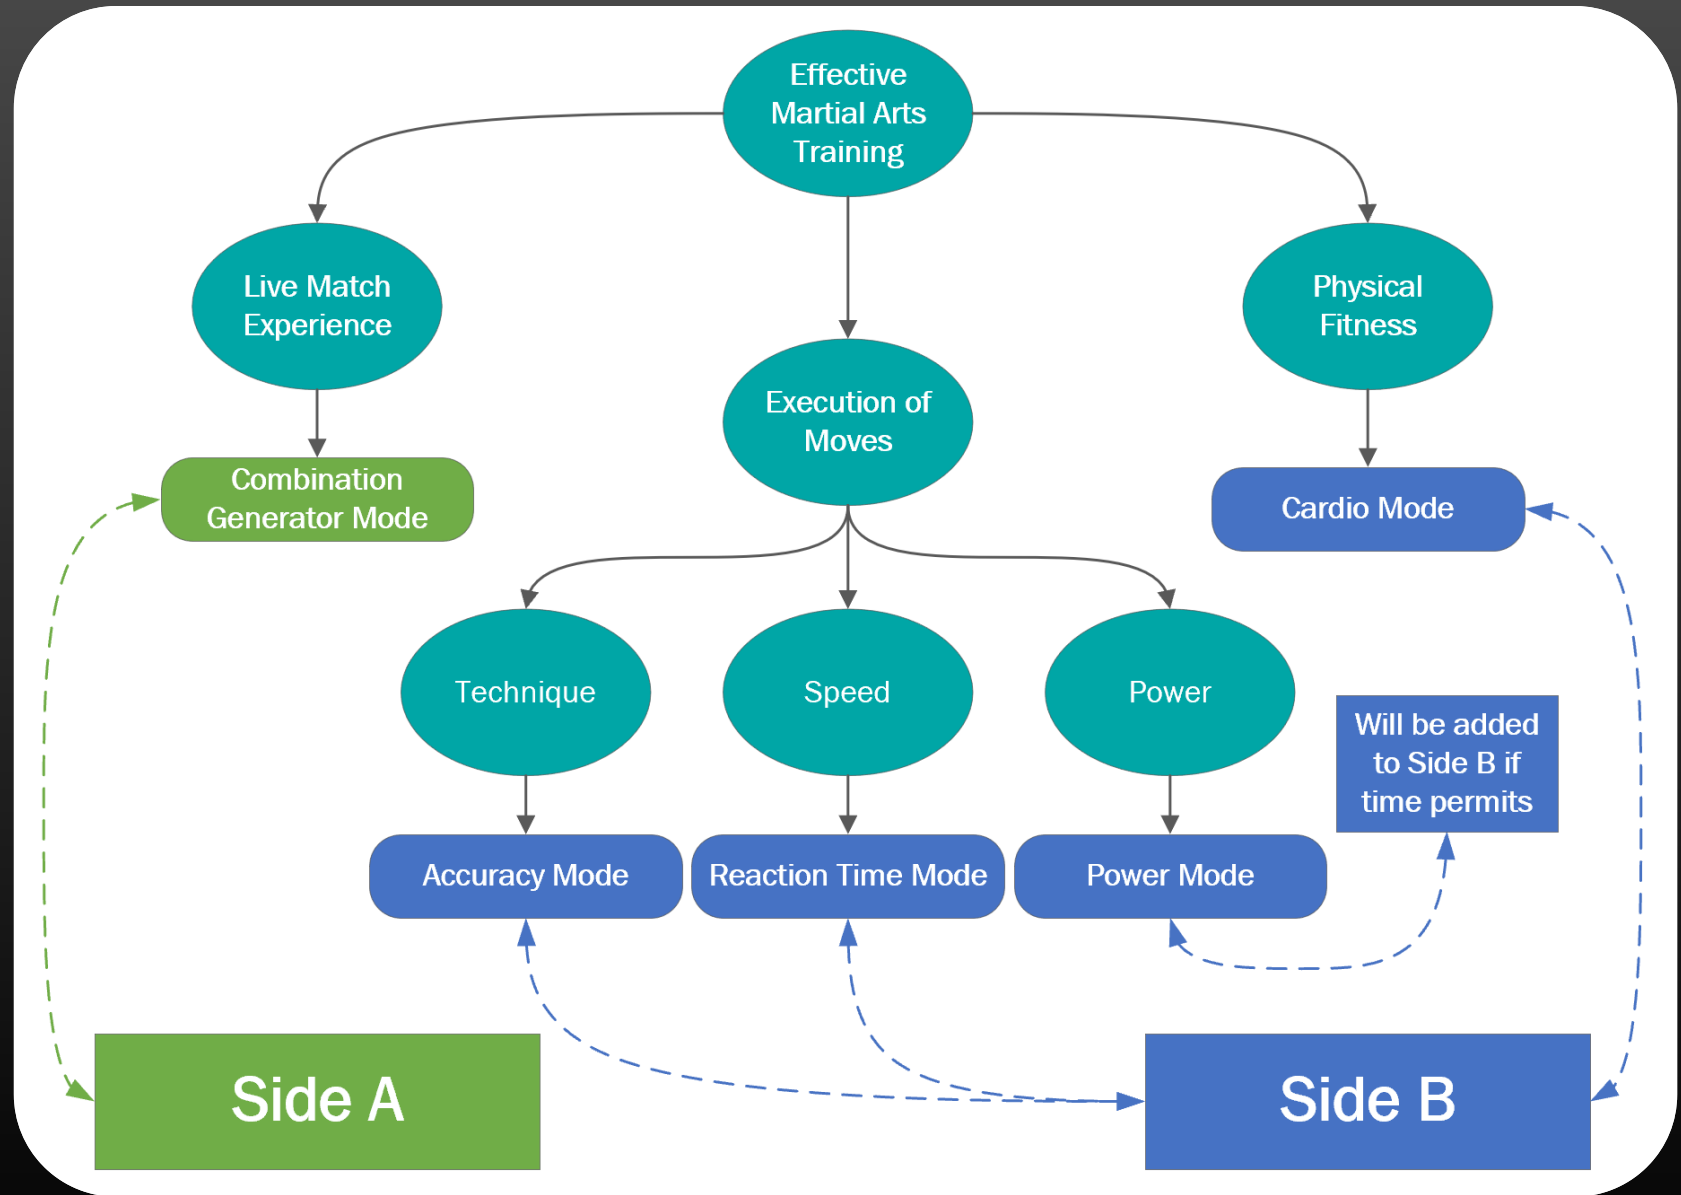 Effective
Martial Arts
Training
Live Match
Experience
Physical
Fitness
Execution of
Moves
Combination
Generator Mode
Cardio Mode
Technique
Speed
Power
Will be added
to Side B if
time permits
Accuracy Mode
Reaction Time Mode
Power Mode
Side A
Side B